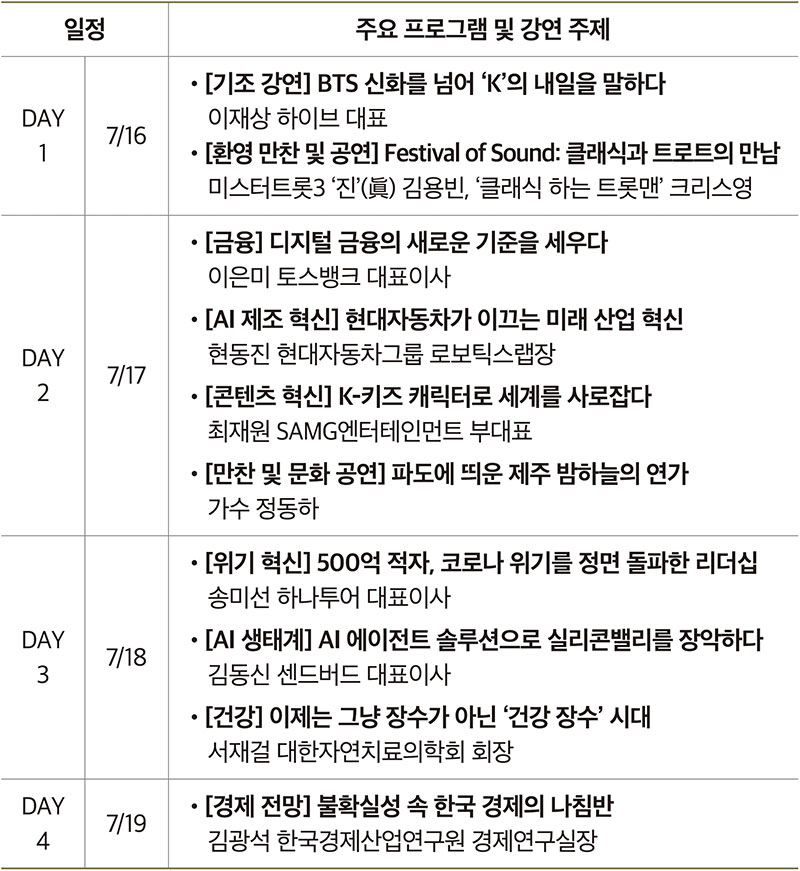 일정
주요 프로그램 및 강연 주제
DAY
1
7/16
• [기조 강연] BTS 신화를 넘어 ‘K’의 내일을 말하다
이재상 하이브 대표
• [환영 만찬 및 공연] Festival of Sound: 클래식과 트로트의 만남
미스터트롯3 ‘진’(眞) 김용빈, ‘클래식 하는 트롯맨’ 크리스영
DAY
2
7/17
• [금융] 디지털 금융의 새로운 기준을 세우다
이은미 토스뱅크 대표이사
• [AI 제조 혁신] 현대자동차가 이끄는 미래 산업 혁신
현동진 현대자동차그룹 로보틱스랩장
• [콘텐츠 혁신] K-키즈 캐릭터로 세계를 사로잡다
최재원 SAMG엔터테인먼트 부대표
• [만찬 및 문화 공연] 파도에 띄운 제주 밤하늘의 연가
가수 정동하
DAY
3
7/18
• [위기 혁신] 500억 적자, 코로나 위기를 정면 돌파한 리더십
송미선 하나투어 대표이사
• [AI 생태계] AI 에이전트 솔루션으로 실리콘밸리를 장악하다
김동신 센드버드 대표이사
• [건강] 이제는 그냥 장수가 아닌 ‘건강 장수’ 시대
서재걸 대한자연치료의학회 회장
DAY
4
7/19
• [경제 전망] 불확실성 속 한국 경제의 나침반
김광석 한국경제산업연구원 경제연구실장